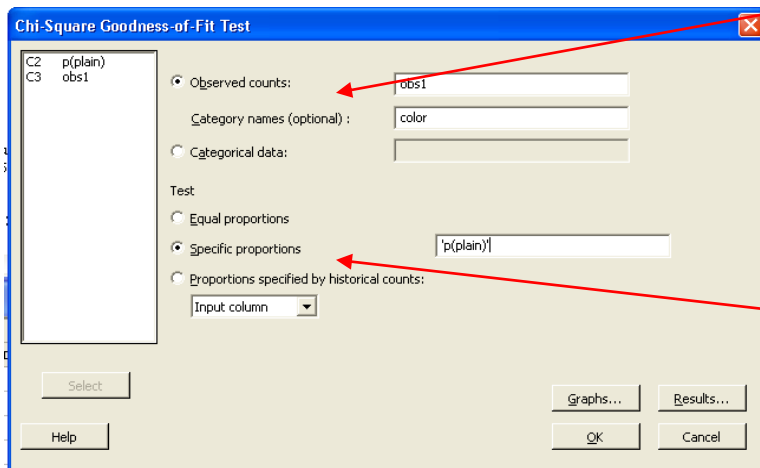 Chi-Square Goodness-of-Fit Test
C2 p(plain)
C3 obs1
Observed counts: obs1
Category names (optional) : color
Categorical data:
Test
Equal proportions
Specific proportions 'p(plain)'
Proportions specified by historical counts:
Input column
Select
Graphs... Results...
Help OK Cancel